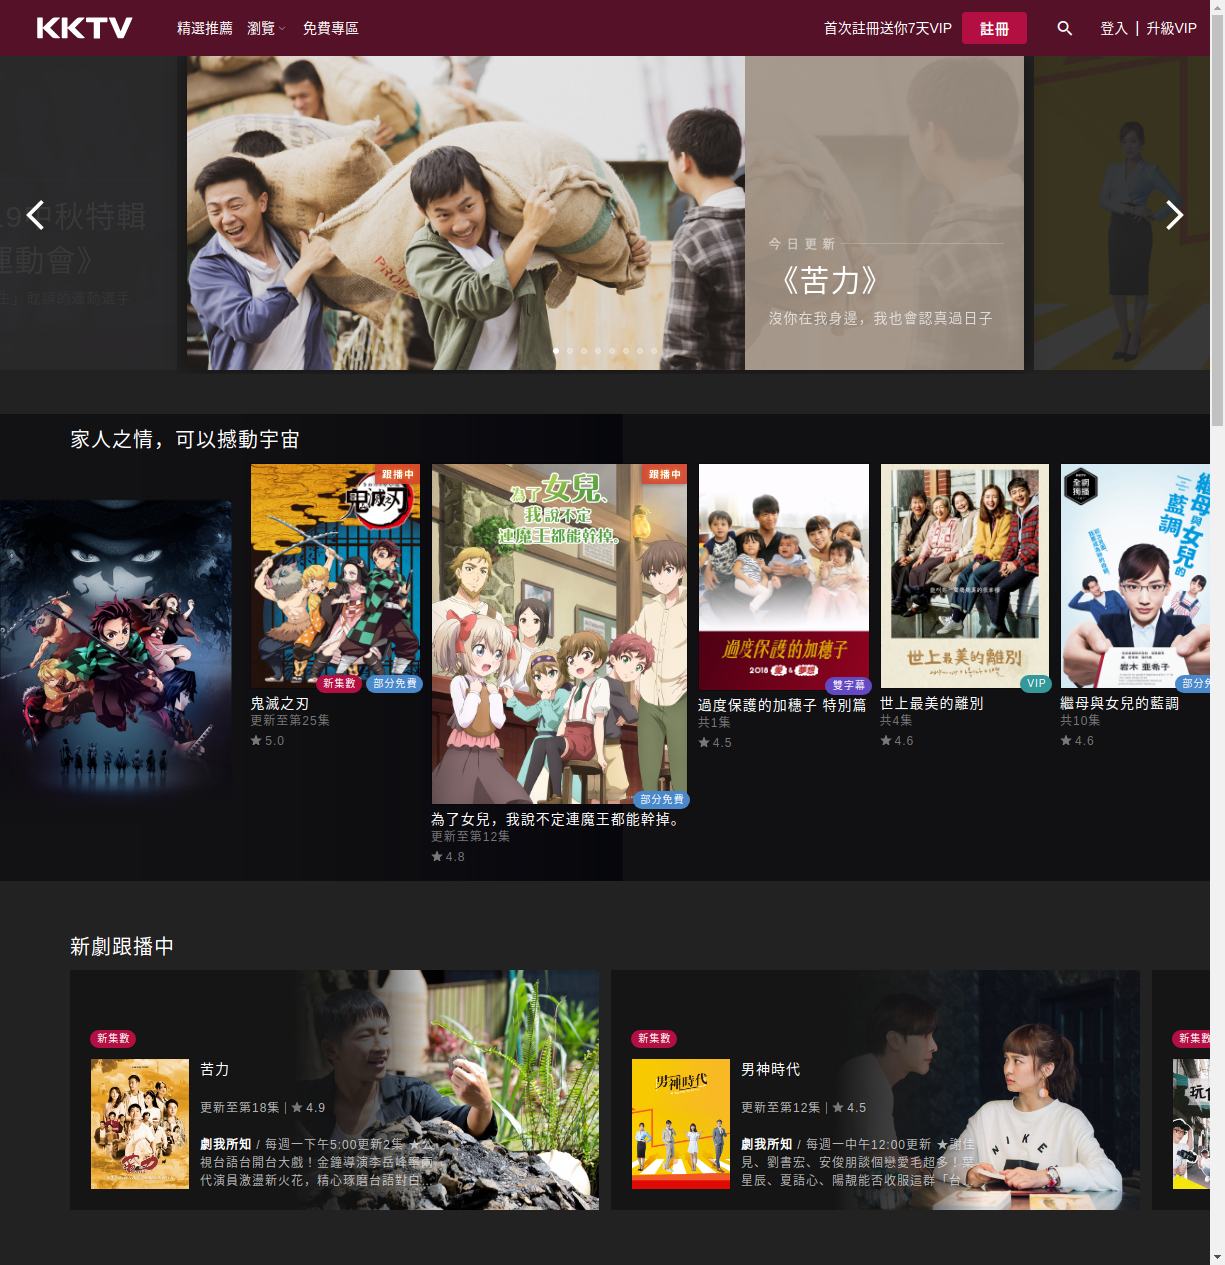 KKTV
精選推薦
瀏覽
免費專區
首次註冊送你7天VIP
註冊
登入 | 升級VIP
19中秋特輯
運動會》
今日更新
《苦力》
沒你在我身邊，我也會認真過日子
家人之情，可以撼動宇宙
跟播中
鬼滅之刃
新集數
部分免費
鬼滅之刃
更新至第25集
5.0
跟播中
為了女兒、
我說不定
連魔王都能幹掉。
部分免費
為了女兒，我說不定連魔王都能幹掉。
更新至第12集
4.8
過度保護的加穗子
2018 愛&夢想
雙字幕
過度保護的加穗子 特別篇
共1集
4.5
世上最美的離別
VIP
世上最美的離別
共4集
4.6
全網
獨播
繼母與女兒的
藍調
岩木 亜希子
部分免
繼母與女兒的藍調
共10集
4.6
新劇跟播中
新集數
苦力
更新至第18集 | ★ 4.9
劇我所知 / 每週一下午5:00更新2集 ★公
視台語台開台大戲！金鐘導演李岳峰率兩
代演員激盪新火花，精心琢磨台語對白...
新集數
男神時代
男神時代
更新至第12集 | ★ 4.5
劇我所知 / 每週一中午12:00更新 ★謝佳
見、劉書宏、安俊朋談個戀愛毛超多！葉
星辰、夏語心、陽靚能否收服這群「台...
NIKE
新集數